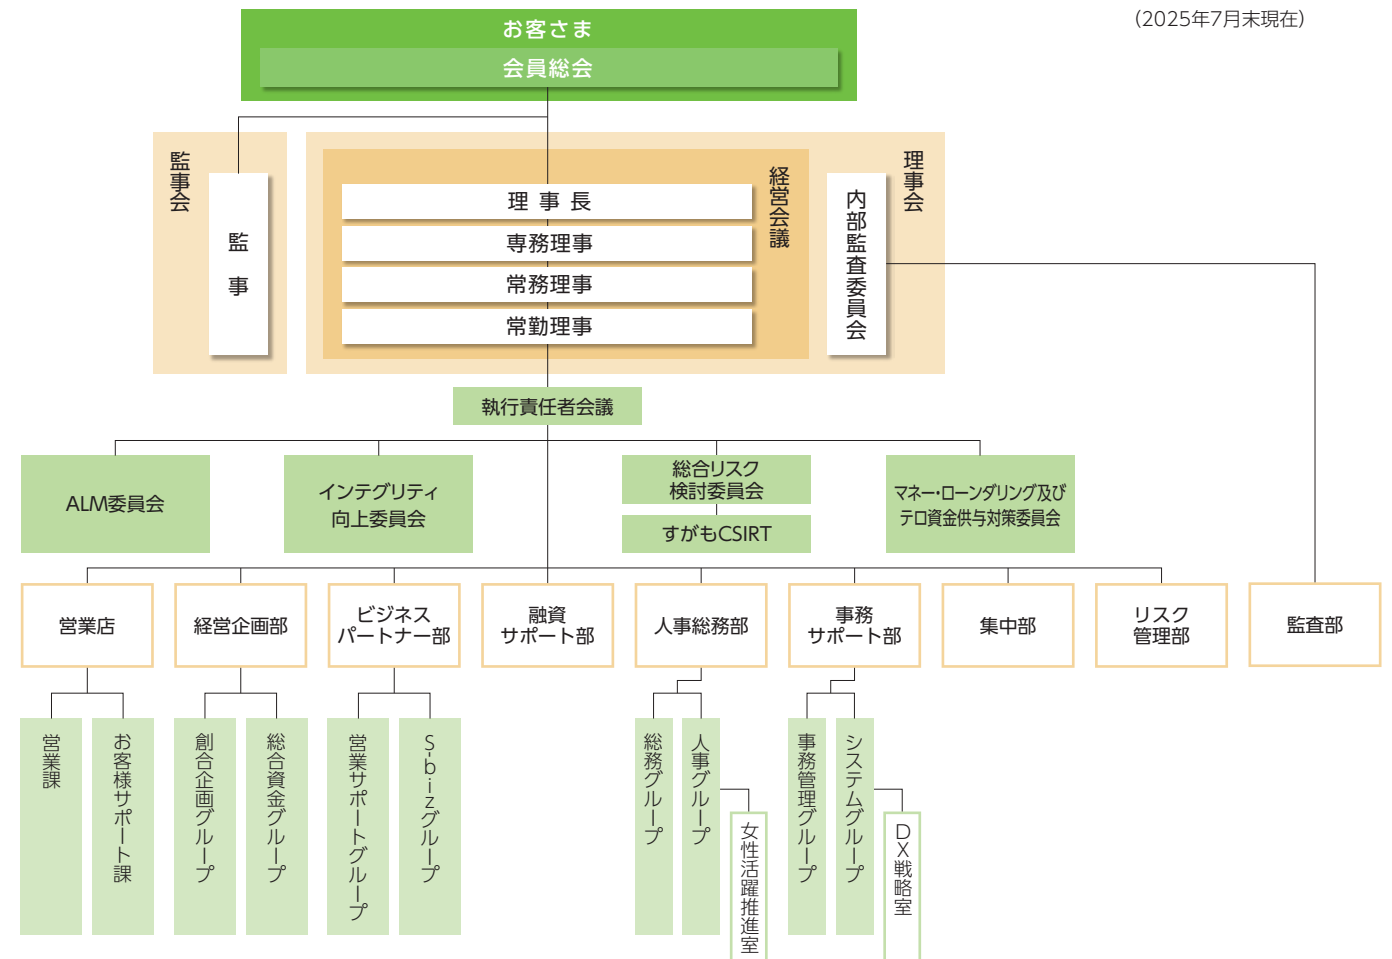 (2025年7月末現在)
お客さま
会員総会
監事会
監事
理事長
専務理事
常務理事
常勤理事
経営会議
内部監査委員会
理事会
執行責任者会議
ALM委員会
インテグリティ
向上委員会
総合リスク
検討委員会
すがもCSIRT
マネー・ローンダリング及び
テロ資金供与対策委員会
営業店
経営企画部
ビジネス
パートナー部
融資
サポート部
人事総務部
事務
サポート部
集中部
リスク
管理部
監査部
営業課
お客様サポート課
創合企画グループ
総合資金グループ
営業サポートグループ
S-bizグループ
総務グループ
人事グループ
女性活躍推進室
事務管理グループ
システムグループ
DX戦略室